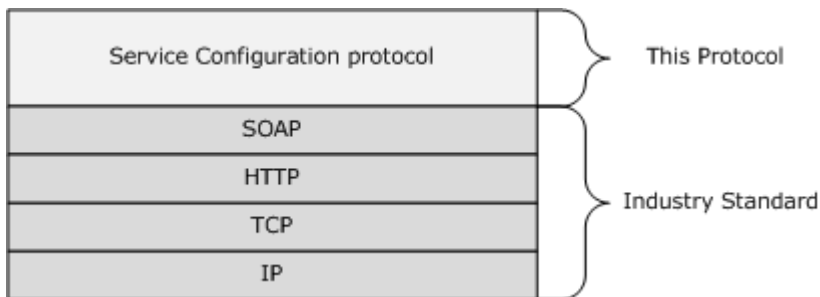 Service Configuration protocol
This Protocol
SOAP
HTTP
TCP
IP
Industry Standard